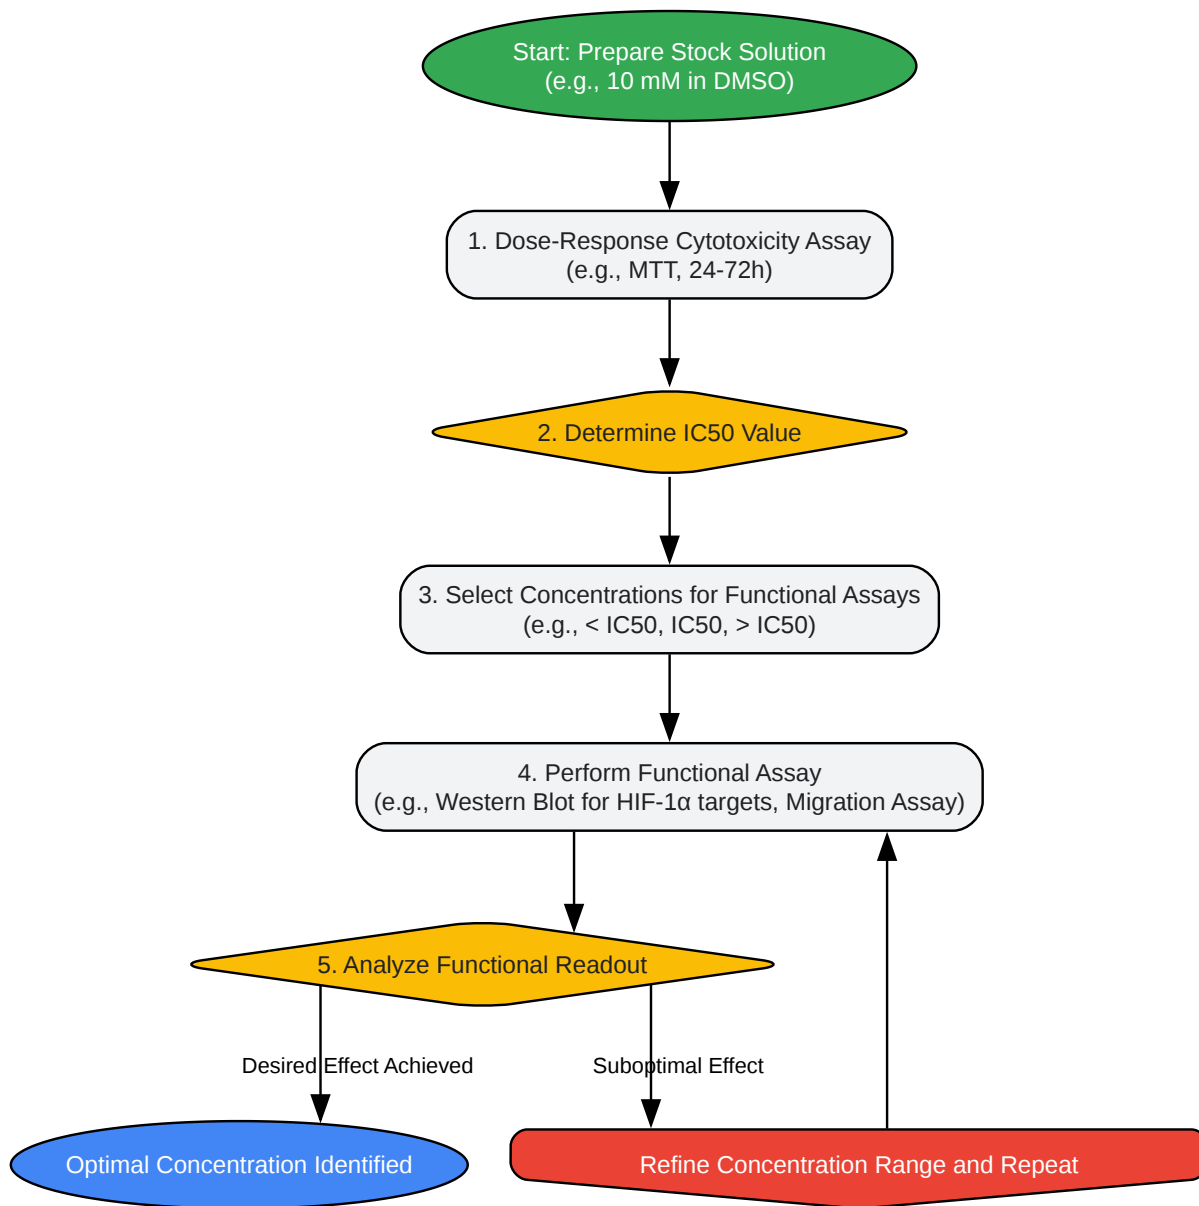 Start: Prepare Stock Solution
(e.g., 10 mM in DMSO)
1. Dose-Response Cytotoxicity Assay
(e.g., MTT, 24-72h)
2. Determine IC50 Value
3. Select Concentrations for Functional Assays
(e.g., < IC50, IC50, > IC50)
4. Perform Functional Assay
(e.g., Western Blot for HIF-1α targets, Migration Assay)
5. Analyze Functional Readout
Desired Effect Achieved
Suboptimal Effect
Optimal Concentration Identified
Refine Concentration Range and Repeat